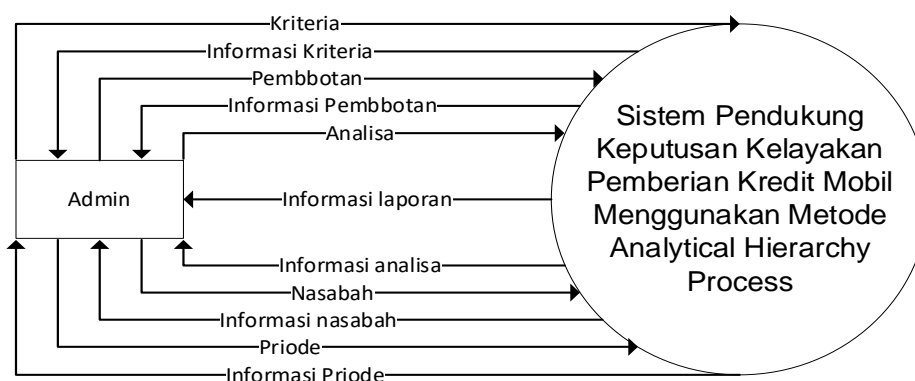 Kriteria
Informasi Kriteria
Pembbotan
Informasi Pembbotan
Analisa
Admin
Informasi laporan
Informasi analisa
Nasabah
Informasi nasabah
Priode
Informasi Priode
Sistem Pendukung
Keputusan Kelayakan
Pemberian Kredit Mobil
Menggunakan Metode
Analytical Hierarchy
Process